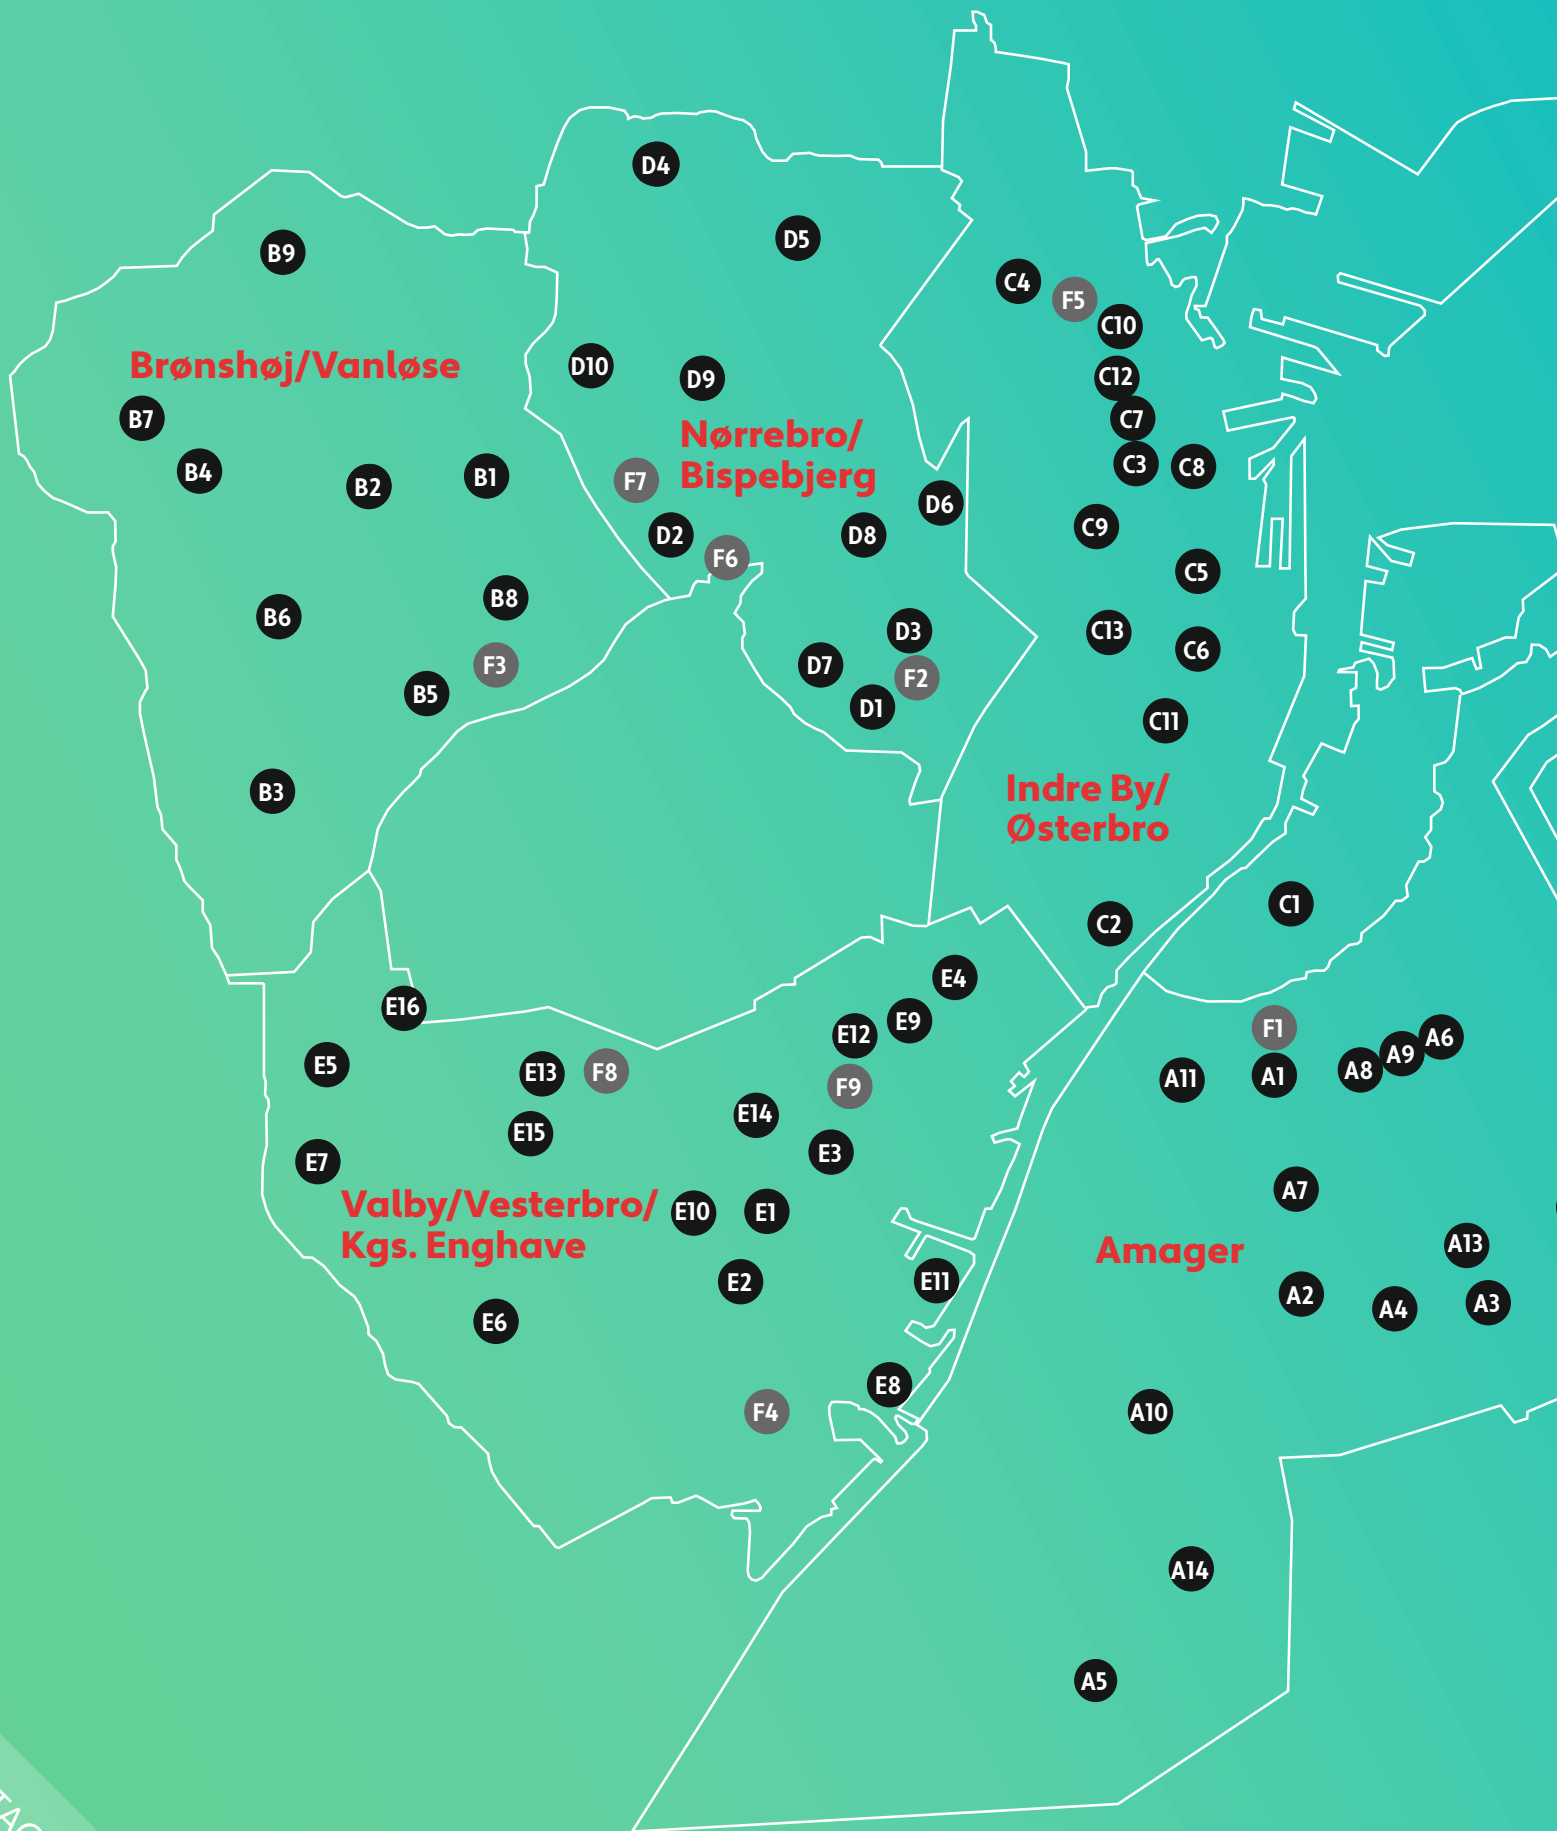 D4
D5
B9
C4
F5
C10
Brønshøj/Vanløse
D10
D9
C12
B7
C7
Nørrebro/
Bispebjerg
B4
B2
B1
F7
C3
C8
D6
D2
D8
C9
F6
C5
B8
B6
D3
C13
C6
F3
D7
F2
B5
D1
C11
B3
Indre By/
Østerbro
C1
C2
E4
E16
E9
E12
F1
A6
A9
E5
E13
F8
A8
F9
A11
A1
E14
E15
E3
E7
A7
Valby/Vesterbro/
Kgs. Enghave
E10
E1
Amager
A13
E2
E11
A2
A4
A3
E6
E8
F4
A10
A14
A5